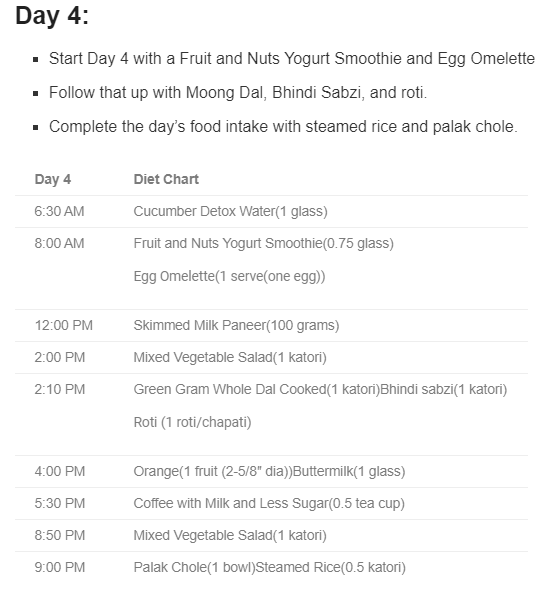 Day 4:
Start Day 4 with a Fruit and Nuts Yogurt Smoothie and Egg Omelette
Follow that up with Moong Dal, Bhindi Sabzi, and roti.
Complete the day’s food intake with steamed rice and palak chole.
Day 4 Diet Chart
6:30 AM Cucumber Detox Water(1 glass)
8:00 AM Fruit and Nuts Yogurt Smoothie(0.75 glass)
Egg Omelette(1 serve(one egg))
12:00 PM Skimmed Milk Paneer(100 grams)
2:00 PM Mixed Vegetable Salad(1 katori)
2:10 PM Green Gram Whole Dal Cooked(1 katori)Bhindi sabzi(1 katori)
Roti (1 roti/chapati)
4:00 PM Orange(1 fruit (2-5/8" dia))Buttermilk(1 glass)
5:30 PM Coffee with Milk and Less Sugar(0.5 tea cup)
8:50 PM Mixed Vegetable Salad(1 katori)
9:00 PM Palak Chole(1 bowl)Steamed Rice(0.5 katori)